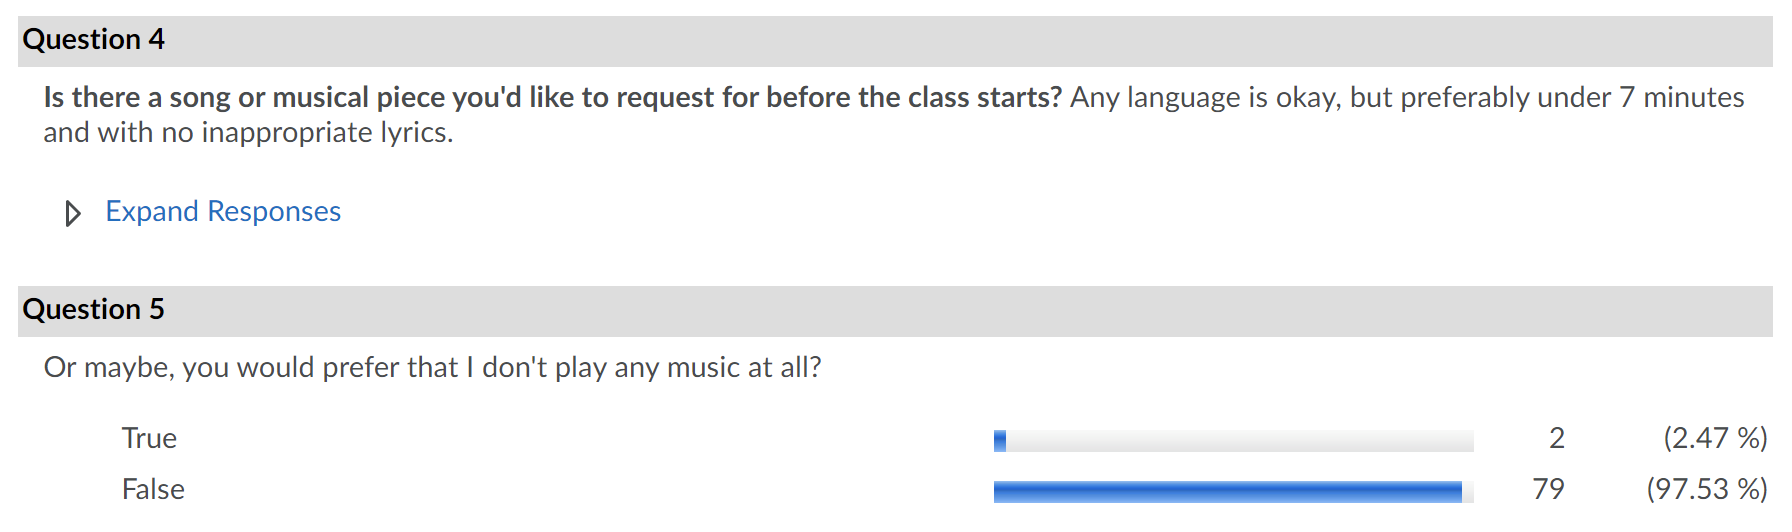 Question 4
Is there a song or musical piece you'd like to request for before the class starts? Any language is okay, but preferably under 7 minutes
and with no inappropriate lyrics.
Expand Responses
Question 5
Or maybe, you would prefer that I don't play any music at all?
True 2 (2.47 %)
False 79 (97.53 %)